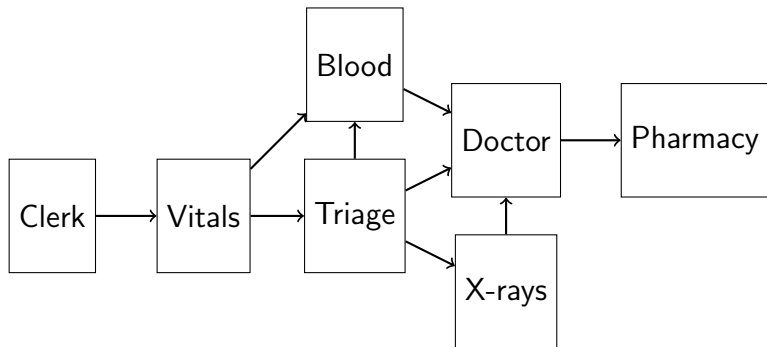 Blood
Doctor
Pharmacy
Clerk
Vitals
Triage
X-rays